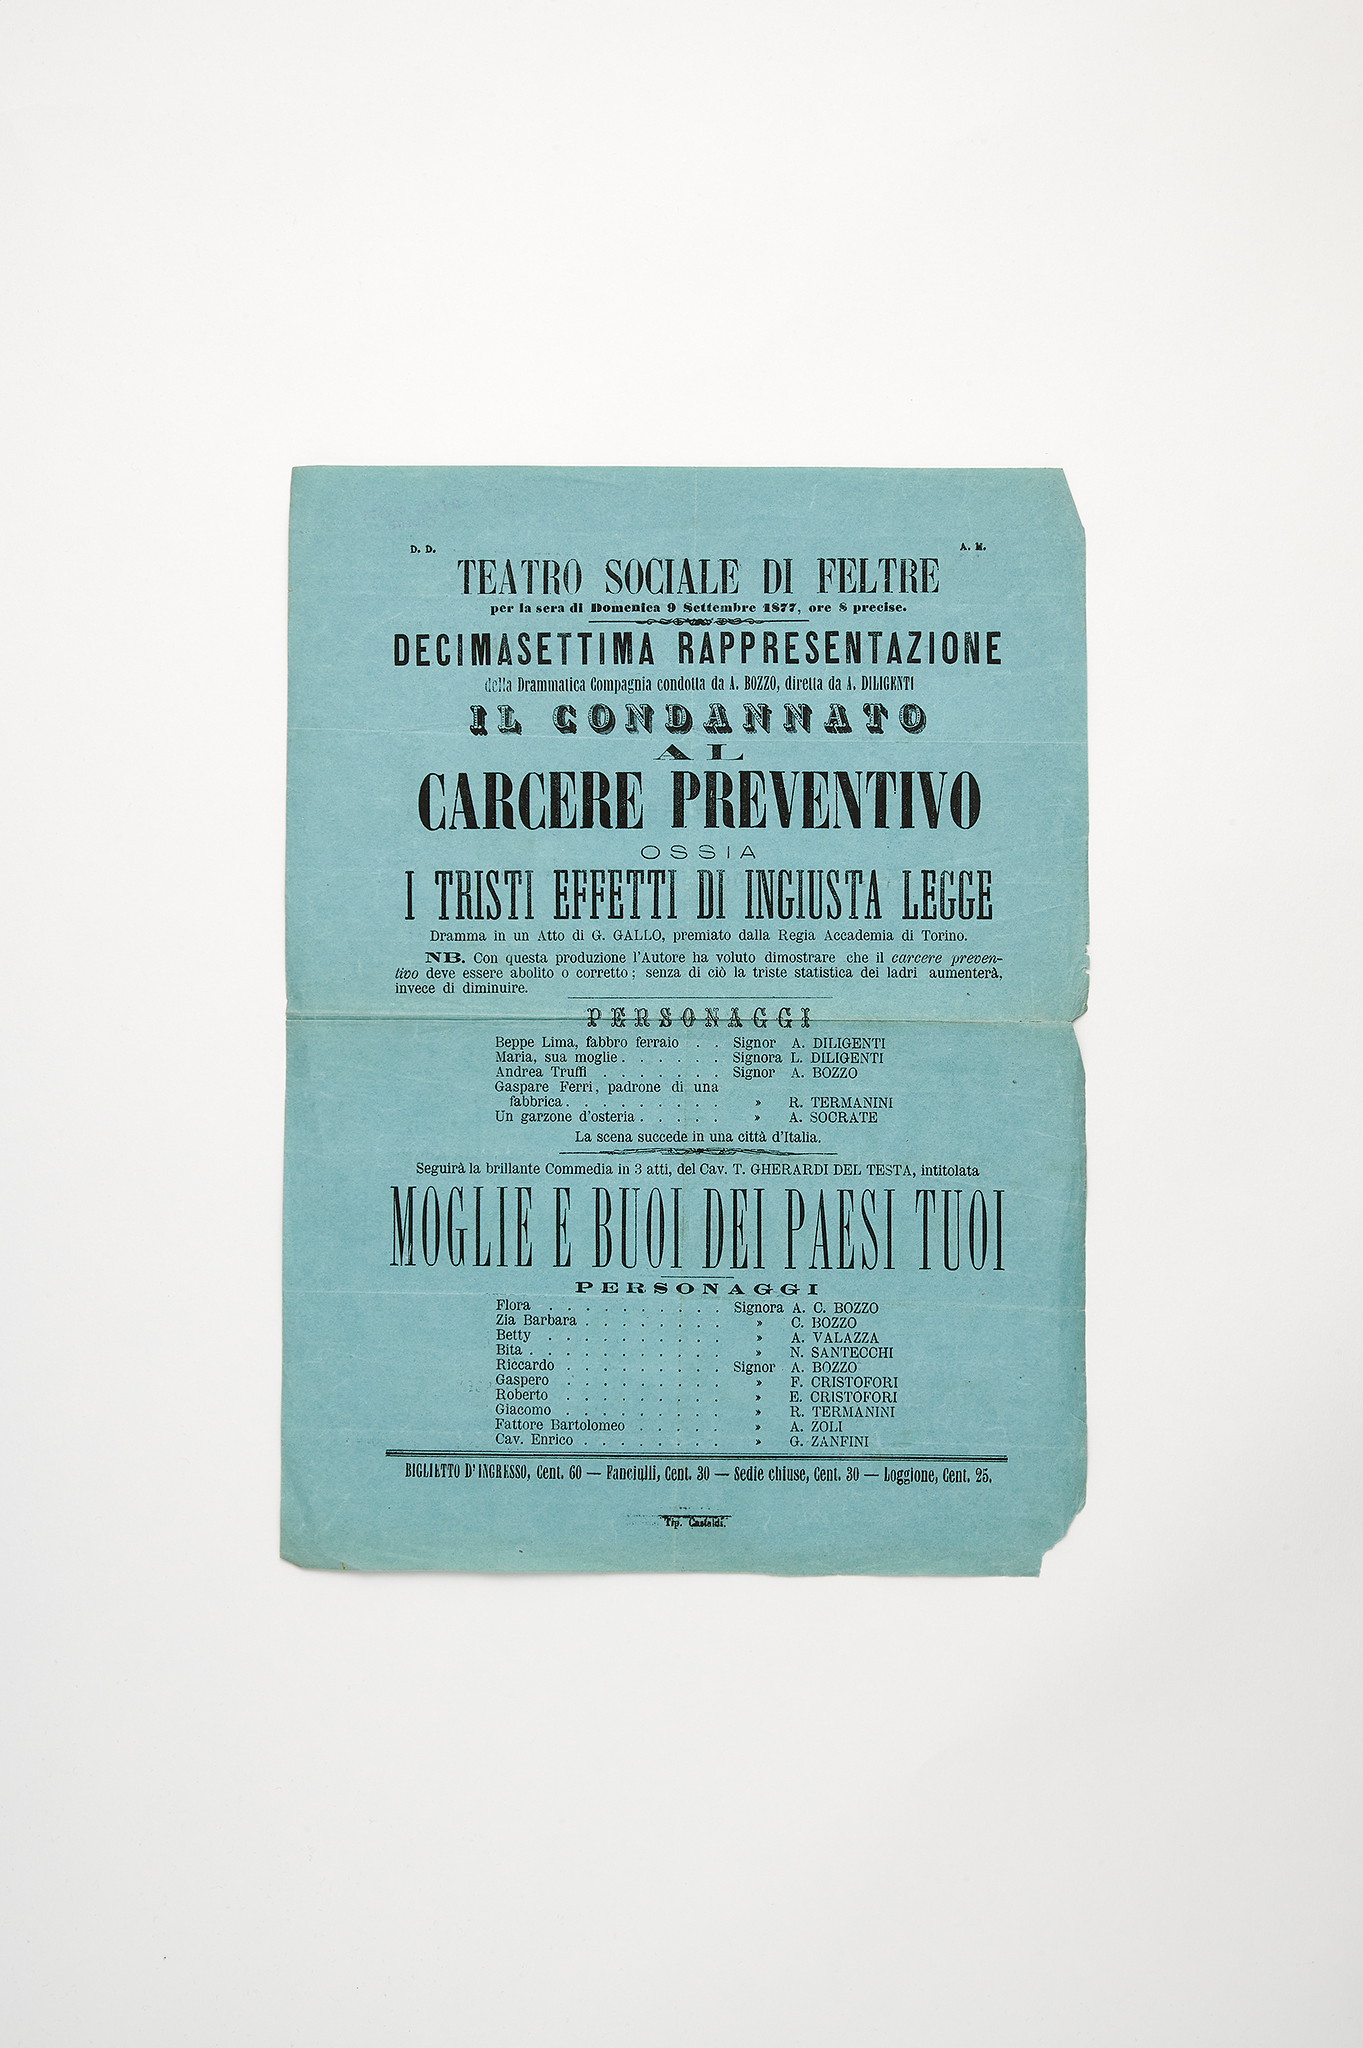 D. D. A. M.
TEATRO SOCIALE DI FELTRE
per la sera di Domenica 9 Settembre 1877, ore 8 precise.
DECIMASETTIMA RAPPRESENTAZIONE
della Drammatica Compagnia condotta da A. BOZZO, diretta da A. DILIGENTI
IL CONDANNATO
AL
CARCERE PREVENTIVO
OSSIA
I TRISTI EFFETTI DI INGIUSTA LEGGE
Dramma in un Atto di G. GALLO, premiato dalla Regia Accademia di Torino.
NB. Con questa produzione l'Autore ha voluto dimostrare che il carcere preven-
tivo deve essere abolito o corretto; senza di ciò la triste statistica dei ladri aumenterà,
invece di diminuire.
PERSONAGGI
Beppe Lima, fabbro ferraio . . Signor A. DILIGENTI
Maria, sua moglie . . . . . . Signora L. DILIGENTI
Andrea Truffi . . . . . . . Signor A. BOZZO
Gaspare Ferri, padrone di una
fabbrica . . . . . . . . . » R. TERMANINI
Un garzone d'osteria . . . . . » A. SOCRATE
La scena succede in una città d'Italia.
Seguirà la brillante Commedia in 3 atti, del Cav. T. GHERARDI DEL TESTA, intitolata
MOGLIE E BUOI DEI PAESI TUOI
PERSONAGGI
Flora . . . . . . . . . . Signora A. C. BOZZO
Zia Barbara . . . . . . . . » C. BOZZO
Betty . . . . . . . . . . » A. VALAZZA
Bita . . . . . . . . . . . » N. SANTECCHI
Riccardo . . . . . . . . . Signor A. BOZZO
Gaspero . . . . . . . . . » F. CRISTOFORI
Roberto . . . . . . . . . » E. CRISTOFORI
Giacomo . . . . . . . . . » R. TERMANINI
Fattore Bartolomeo . . . . . » A. ZOLI
Cav. Enrico . . . . . . . . » G. ZANFINI
BIGLIETTO D'INGRESSO, Cent. 60 — Fanciulli, Cent. 30 — Sedie chiuse, Cent. 30 — Loggione, Cent. 25.
Tip. Castaldi.